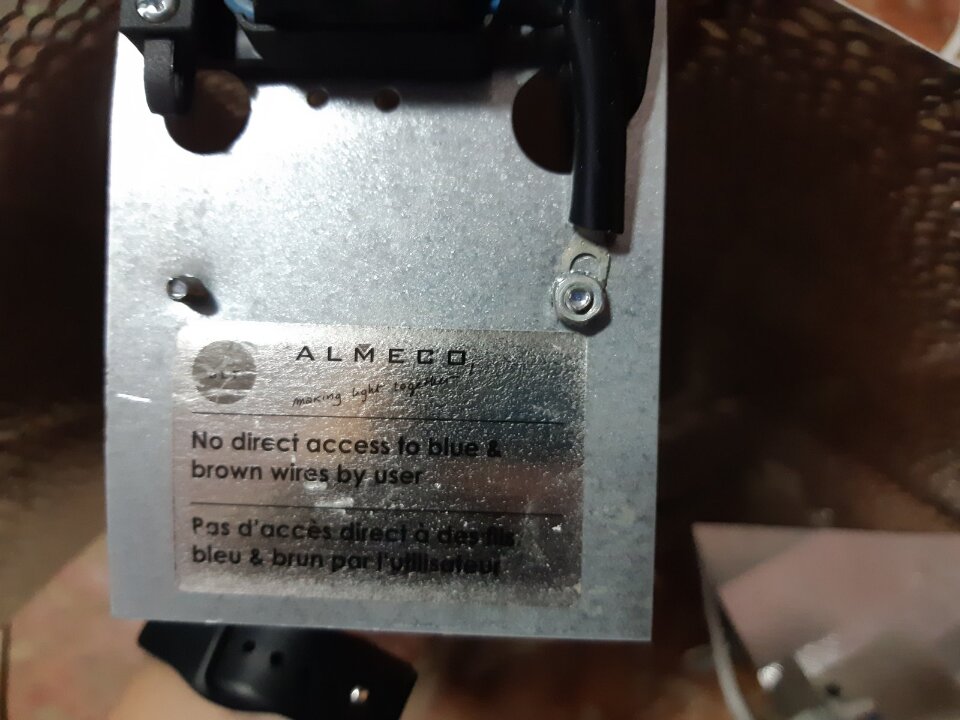 ALMECO
making light together
No direct access to blue &
brown wires by user
Pas d'accès direct à des fils
bleu & brun par l'utilisateur